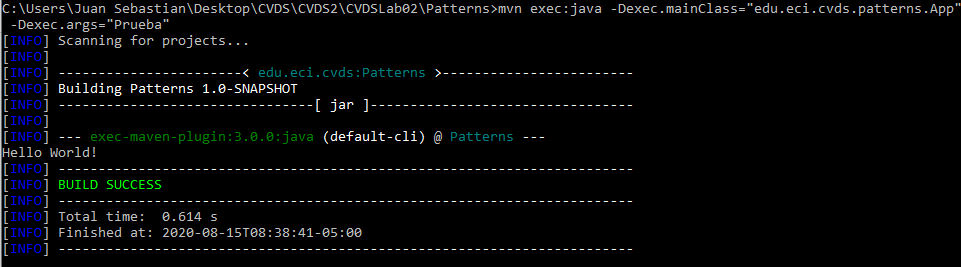 C:\Users\Juan Sebastian\Desktop\CVDS\CVDS2\CVDSLab02\Patterns>mvn exec:java -Dexec.mainClass="edu.eci.cvds.patterns.App"
 -Dexec.args="Prueba"
[INFO] Scanning for projects...
[INFO]
[INFO] -----------------------< edu.eci.cvds:Patterns >------------------------
[INFO] Building Patterns 1.0-SNAPSHOT
[INFO] --------------------------------[ jar ]---------------------------------
[INFO]
[INFO] --- exec-maven-plugin:3.0.0:java (default-cli) @ Patterns ---
Hello World!
[INFO] ------------------------------------------------------------------------
[INFO] BUILD SUCCESS
[INFO] ------------------------------------------------------------------------
[INFO] Total time:  0.614 s
[INFO] Finished at: 2020-08-15T08:38:41-05:00
[INFO] ------------------------------------------------------------------------